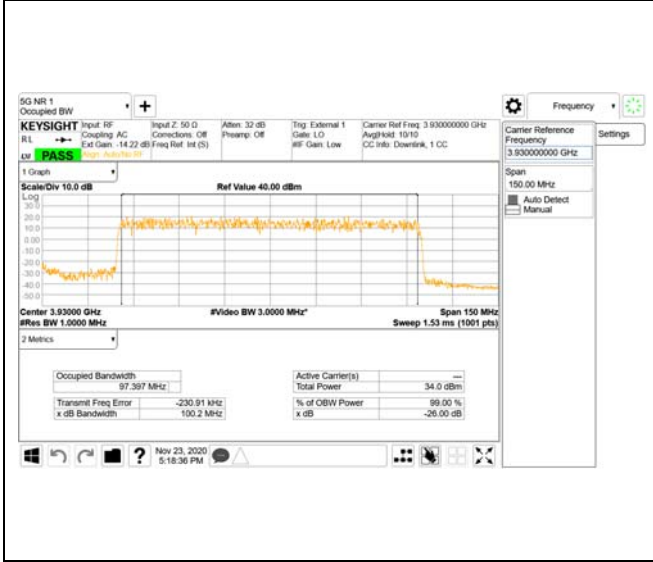 5G NR 1
Occupied BW
+
Frequency
KEYSIGHT
R L
PASS
Input: RF
Coupling: AC
Ext Gain: -14.22 dB
Align: Auto/No RF
Input Z: 50 Ω
Corrections: Off
Freq Ref: Int (S)
Atten: 32 dB
Preamp: Off
Trig: External 1
Gate: LO
#IF Gain: Low
Carrier Ref Freq: 3.930000000 GHz
Avg|Hold: 10/10
CC Info: Downlink, 1 CC
Carrier Reference
Frequency
3.930000000 GHz
Settings
Span
150.00 MHz
Auto Detect
Manual
1 Graph
Scale/Div 10.0 dB
Ref Value 40.00 dBm
Log
30.0
20.0
10.0
0.00
-10.0
-20.0
-30.0
-40.0
-50.0
Center 3.93000 GHz
#Video BW 3.0000 MHz*
Span 150 MHz
#Res BW 1.0000 MHz
Sweep 1.53 ms (1001 pts)
2 Metrics
Occupied Bandwidth
97.397 MHz
Transmit Freq Error -230.91 kHz
x dB Bandwidth 100.2 MHz
Active Carrier(s) ---
Total Power 34.0 dBm
% of OBW Power 99.00 %
x dB -26.00 dB
?
Nov 23, 2020
5:18:36 PM